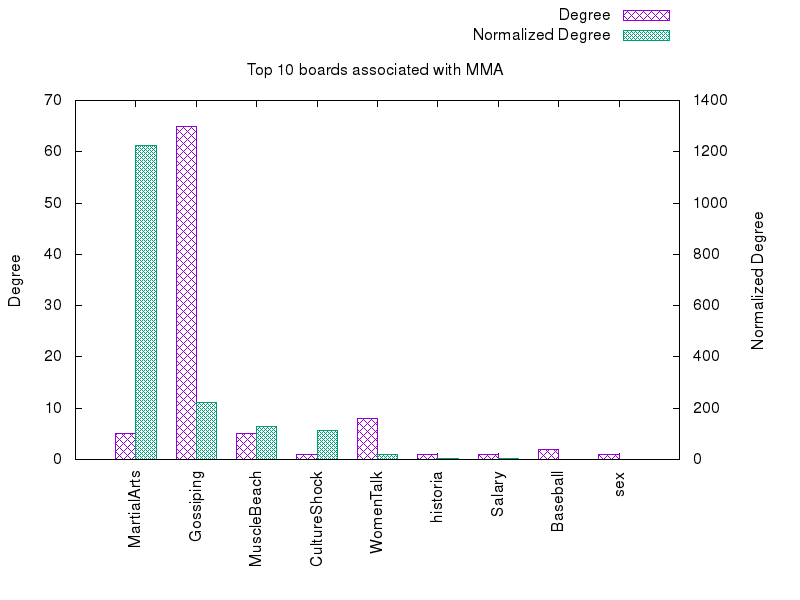 Degree
Normalized Degree
Top 10 boards associated with MMA
70
60
50
40
30
20
10
0
1400
1200
1000
800
600
400
200
0
Degree
Normalized Degree
MartialArts
Gossiping
MuscleBeach
CultureShock
WomenTalk
historia
Salary
Baseball
sex